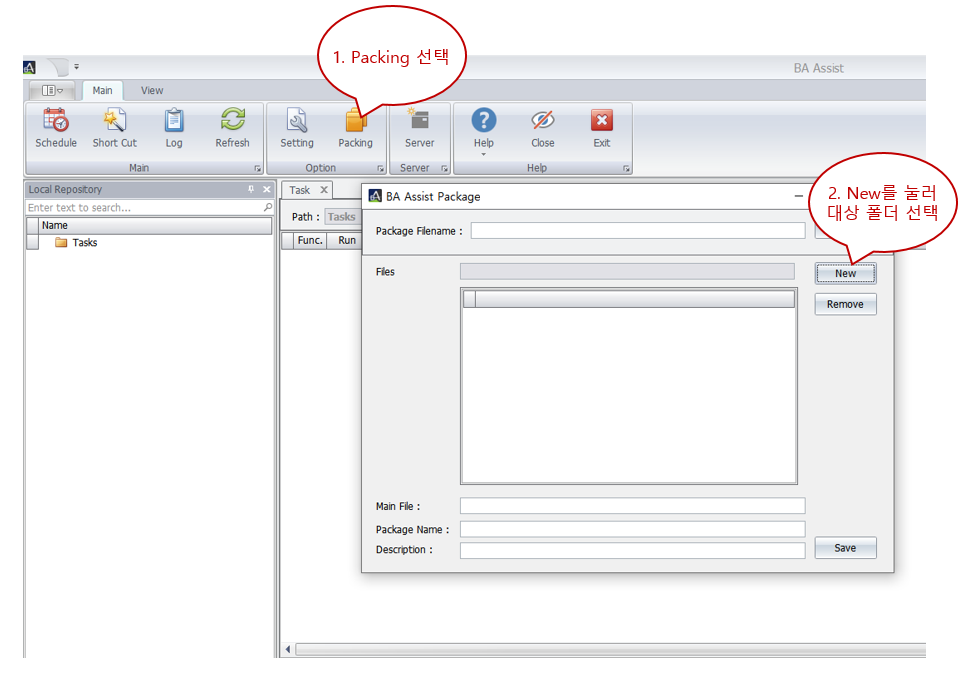 1. Packing 선택
BA Assist
Main View
Schedule Short Cut Log Refresh Setting Packing Server Help Close Exit
Main Option Server Help
Local Repository
Enter text to search...
Name
Tasks
Task
Path : Tasks
Func. Run
BA Assist Package
2. New를 눌러
대상 폴더 선택
Package Filename :
Files
New
Remove
Main File :
Package Name :
Description :
Save